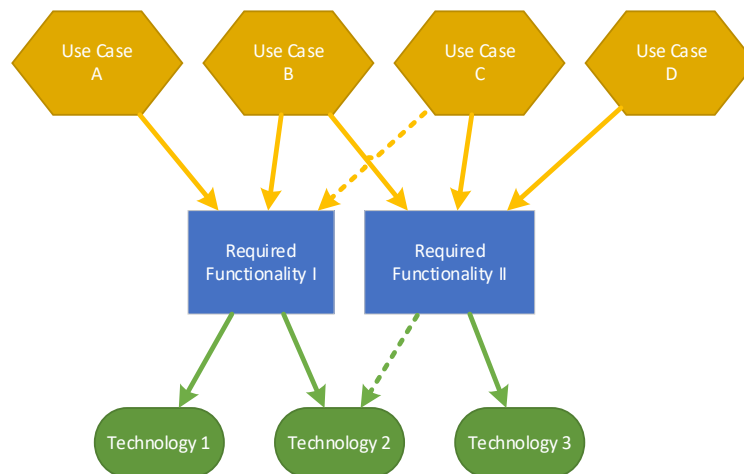 Use Case
A
Use Case
B
Use Case
C
Use Case
D
Required
Functionality I
Required
Functionality II
Technology 1
Technology 2
Technology 3